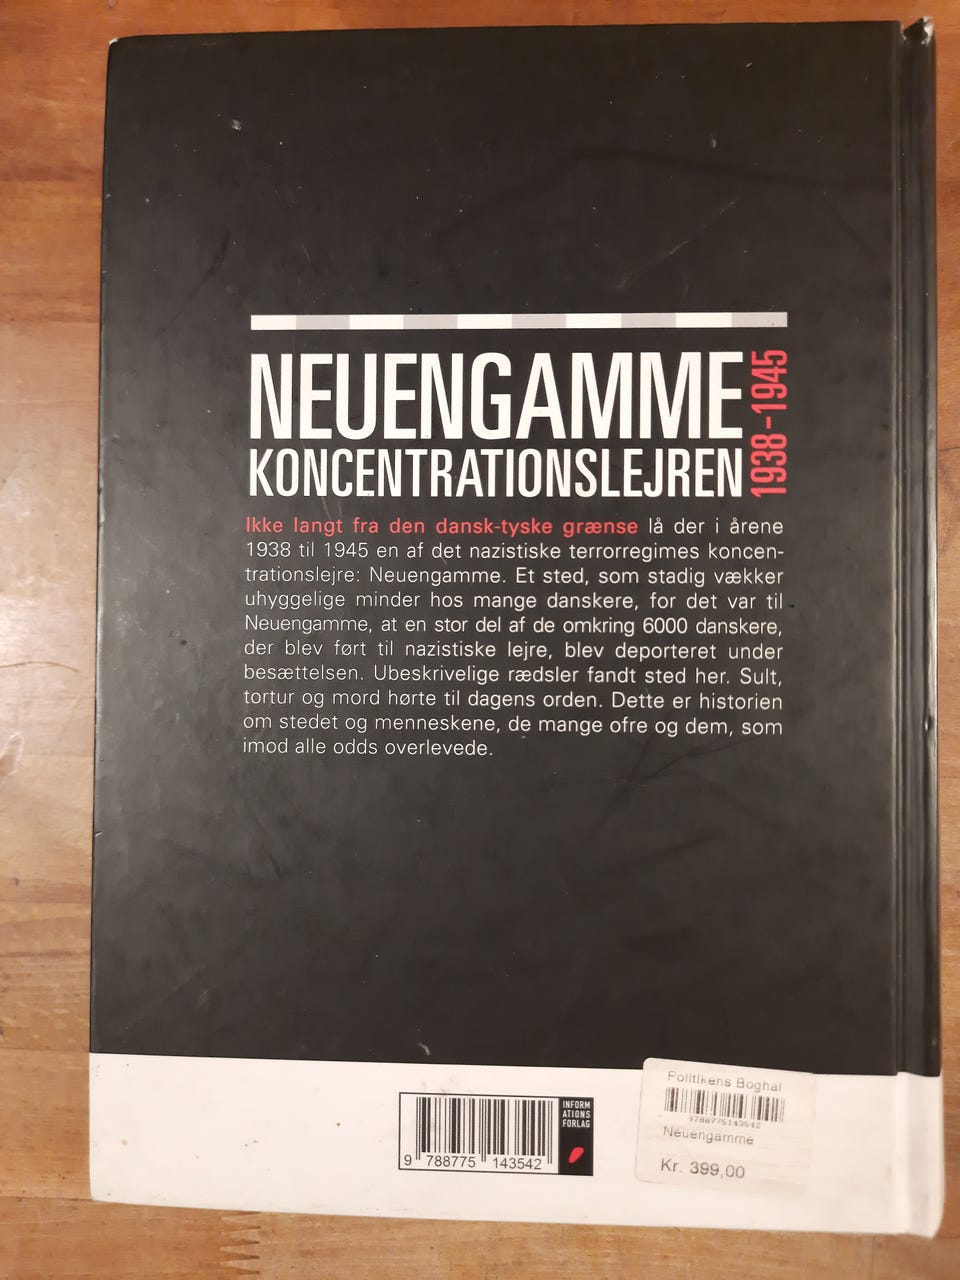 NEUENGAMME
KONCENTRATIONSLEJREN
1938-1945
Ikke langt fra den dansk-tyske grænse lå der i årene
1938 til 1945 en af det nazistiske terrorregimes koncen-
trationslejre: Neuengamme. Et sted, som stadig vækker
uhyggelige minder hos mange danskere, for det var til
Neuengamme, at en stor del af de omkring 6000 danskere,
der blev ført til nazistiske lejre, blev deporteret under
besættelsen. Ubeskrivelige rædsler fandt sted her. Sult,
tortur og mord hørte til dagens orden. Dette er historien
om stedet og menneskene, de mange ofre og dem, som
imod alle odds overlevede.
INFORM
ATIONS
FORLAG
9 788775 143542
Politikens Boghal
9788775143542
Neuengamme
Kr. 399,00